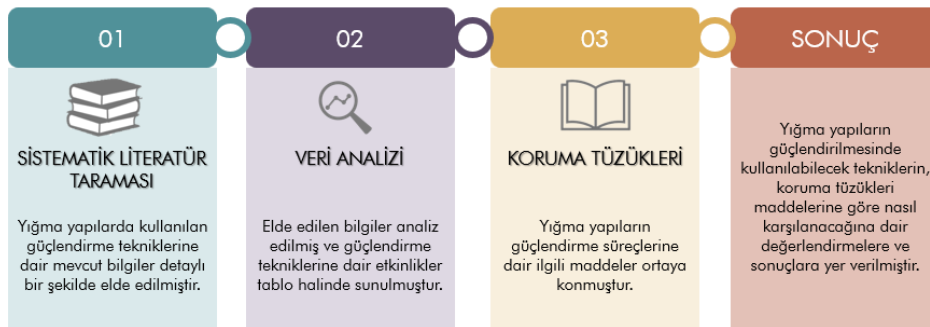 01
SİSTEMATİK LİTERATÜR
TARAMASI
Yığma yapılarda kullanılan
güçlendirme tekniklerine
dair mevcut bilgiler detaylı
bir şekilde elde edilmiştir.
02
VERİ ANALİZİ
Elde edilen bilgiler analiz
edilmiş ve güçlendirme
tekniklerine dair etkinlikler
tablo halinde sunulmuştur.
03
KORUMA TÜZÜKLERİ
Yığma yapıların
güçlendirme süreçlerine
dair ilgili maddeler ortaya
konmuştur.
SONUÇ
Yığma yapıların
güçlendirilmesinde
kullanılabilecek tekniklerin,
koruma tüzükleri
maddelerine göre nasıl
karşılanacağına dair
değerlendirmelere ve
sonuçlara yer verilmiştir.